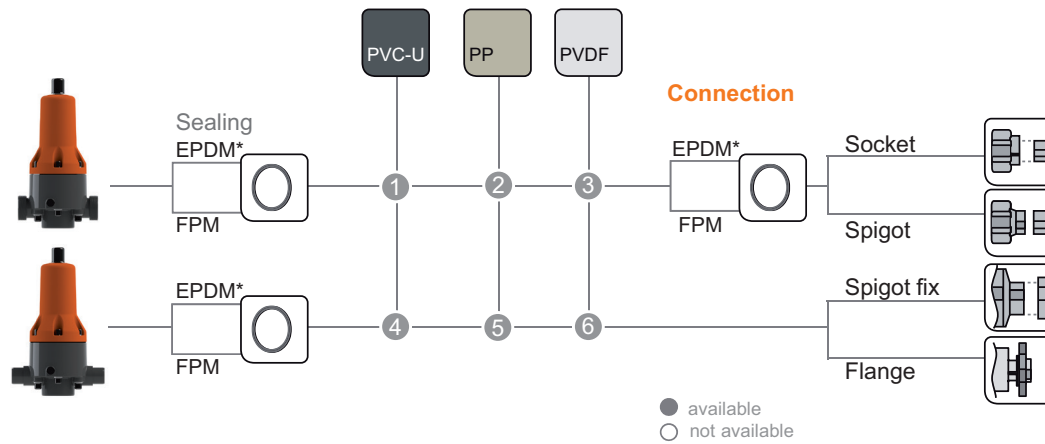 PVC-U
PP
PVDF
Connection
Sealing
EPDM*
FPM
1
2
3
EPDM*
FPM
Socket
Spigot
EPDM*
FPM
4
5
6
Spigot fix
Flange
available
not available